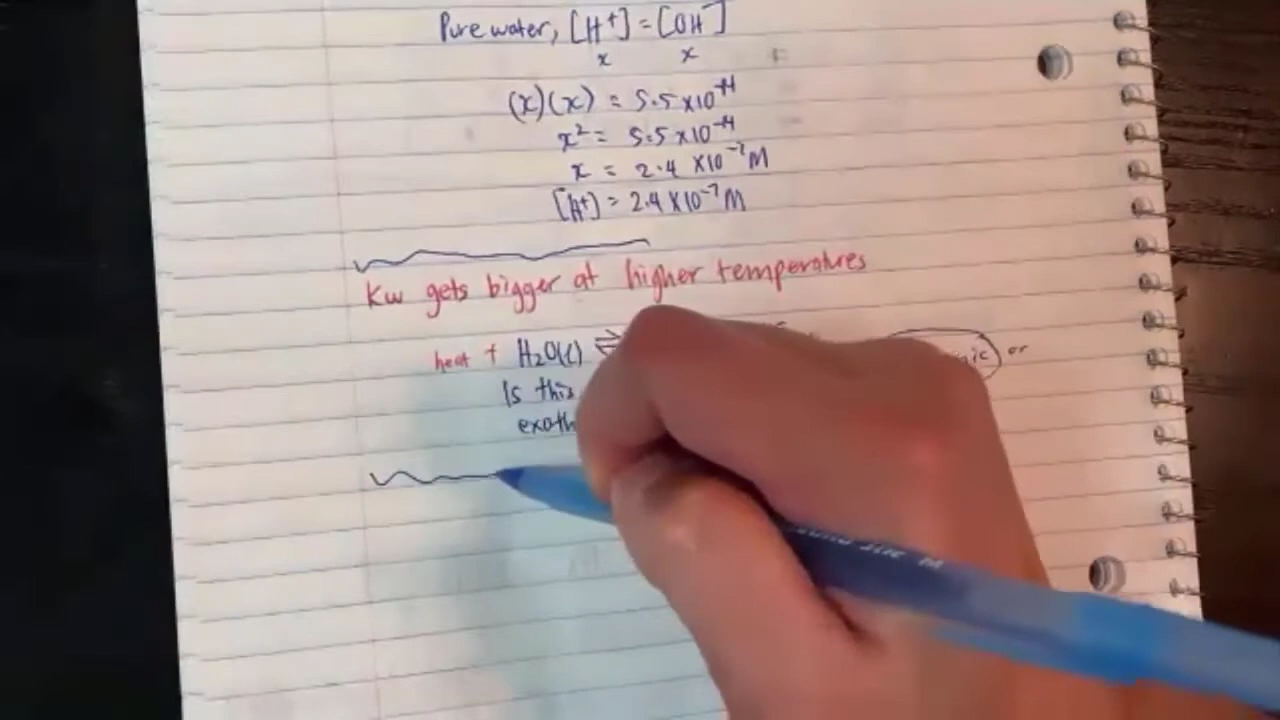 Pure water, [H⁺] = [OH⁻]
x x
(x)(x) = 5.5 x10⁻¹⁴
x² = 5.5 x10⁻¹⁴
x = 2.4 x10⁻⁷ M
[H⁺] = 2.4 x10⁻⁷ M
Kw gets bigger at higher temperatures
heat + H₂O(l) ⇌
or
Is this